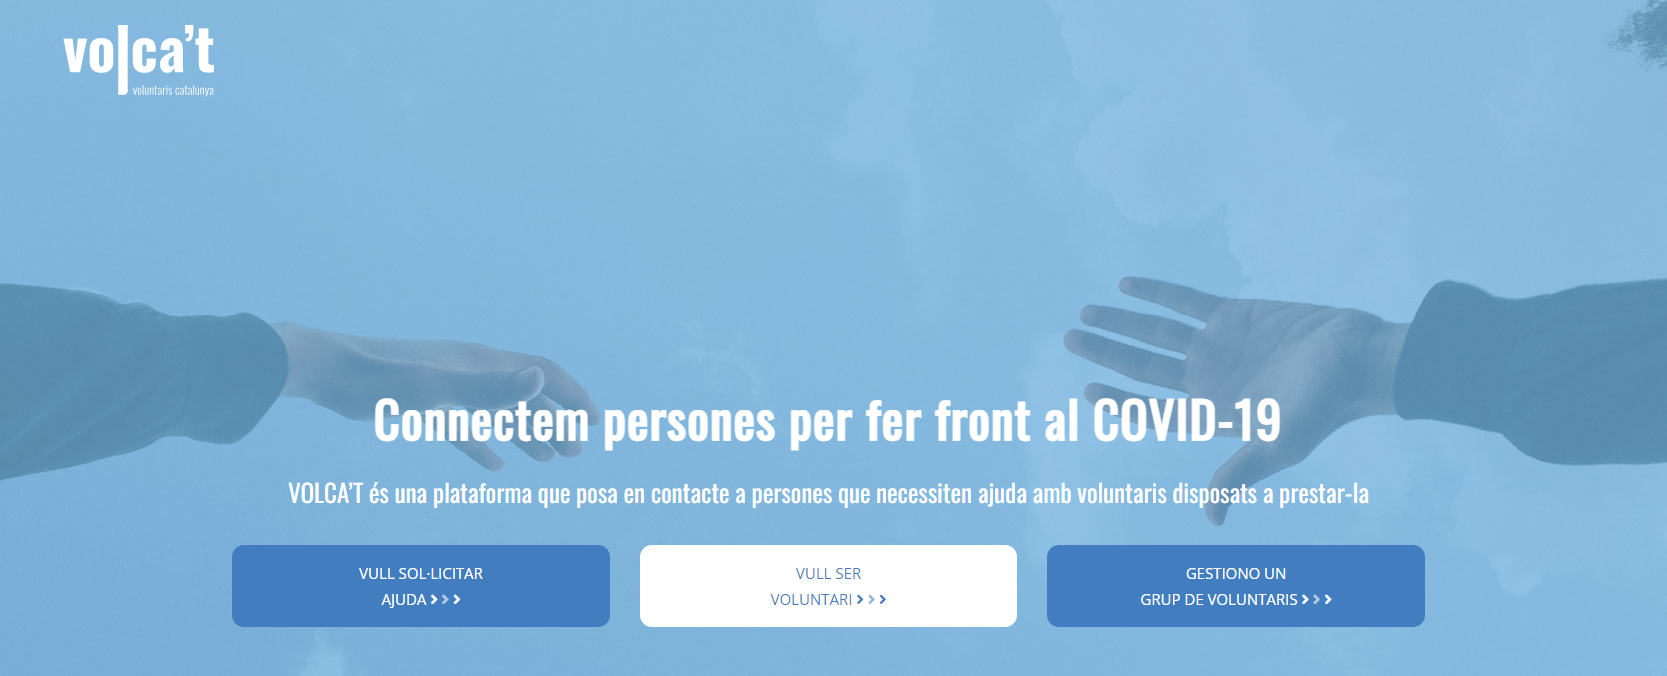 volca't
voluntaris catalunya
Connectem persones per fer front al COVID-19
VOLCA'T és una plataforma que posa en contacte a persones que necessiten ajuda amb voluntaris disposats a prestar-la
VULL SOL·LICITAR
AJUDA >>>
VULL SER
VOLUNTARI >>>
GESTIONO UN
GRUP DE VOLUNTARIS >>>